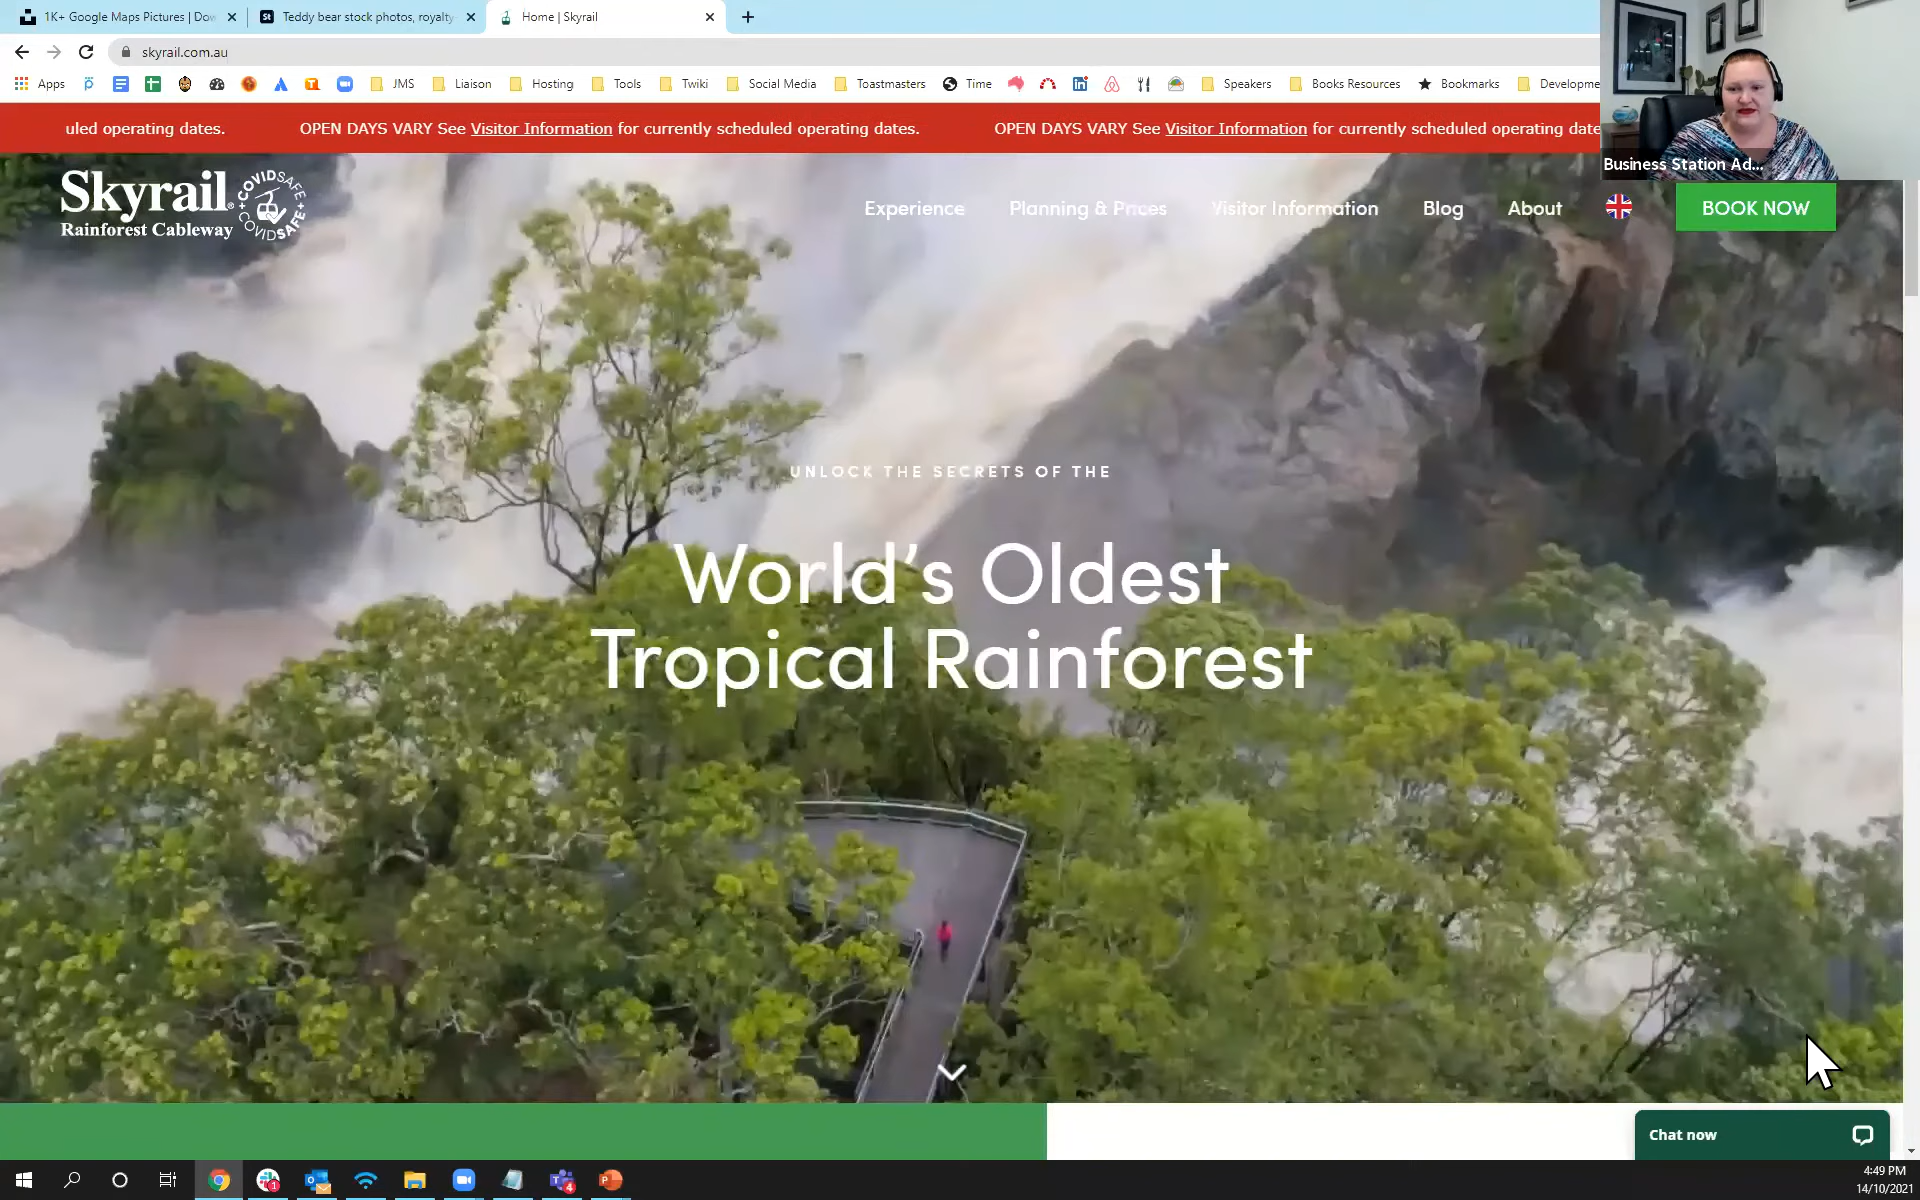 1K+ Google Maps Pictures | Dow
Teddy bear stock photos, royalty
Home | Skyrail
skyrail.com.au
Apps
JMS
Liaison
Hosting
Tools
Twiki
Social Media
Toastmasters
Time
Speakers
Books Resources
Bookmarks
Developme
uled operating dates.
OPEN DAYS VARY See Visitor Information for currently scheduled operating dates.
OPEN DAYS VARY See Visitor Information for currently scheduled operating date
Business Station Ad...
Skyrail
Rainforest Cableway
COVIDSAFE
COVIDSAFE
Experience
Planning & Prices
Visitor Information
Blog
About
BOOK NOW
UNLOCK THE SECRETS OF THE
World's Oldest
Tropical Rainforest
Chat now
4:49 PM
14/10/2021